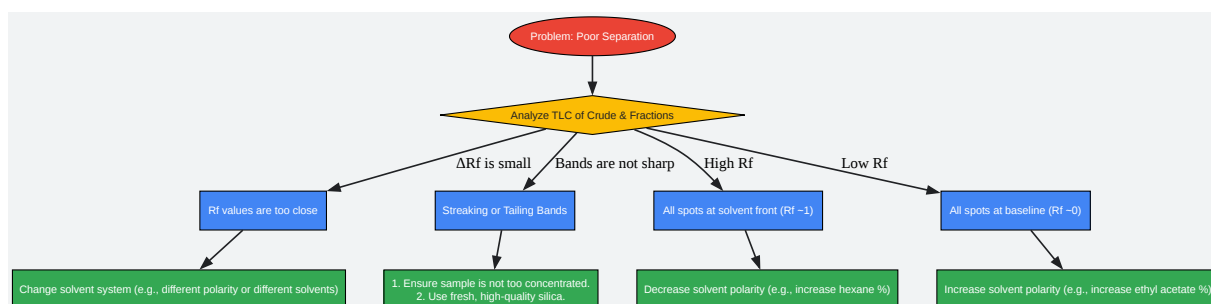 Problem: Poor Separation
Analyze TLC of Crude & Fractions
ΔRf is small
Bands are not sharp
High Rf
Low Rf
Rf values are too close
Streaking or Tailing Bands
All spots at solvent front (Rf ~1)
All spots at baseline (Rf ~0)
Change solvent system (e.g., different polarity or different solvents)
1. Ensure sample is not too concentrated.
2. Use fresh, high-quality silica.
Decrease solvent polarity (e.g., increase hexane %)
Increase solvent polarity (e.g., increase ethyl acetate %)